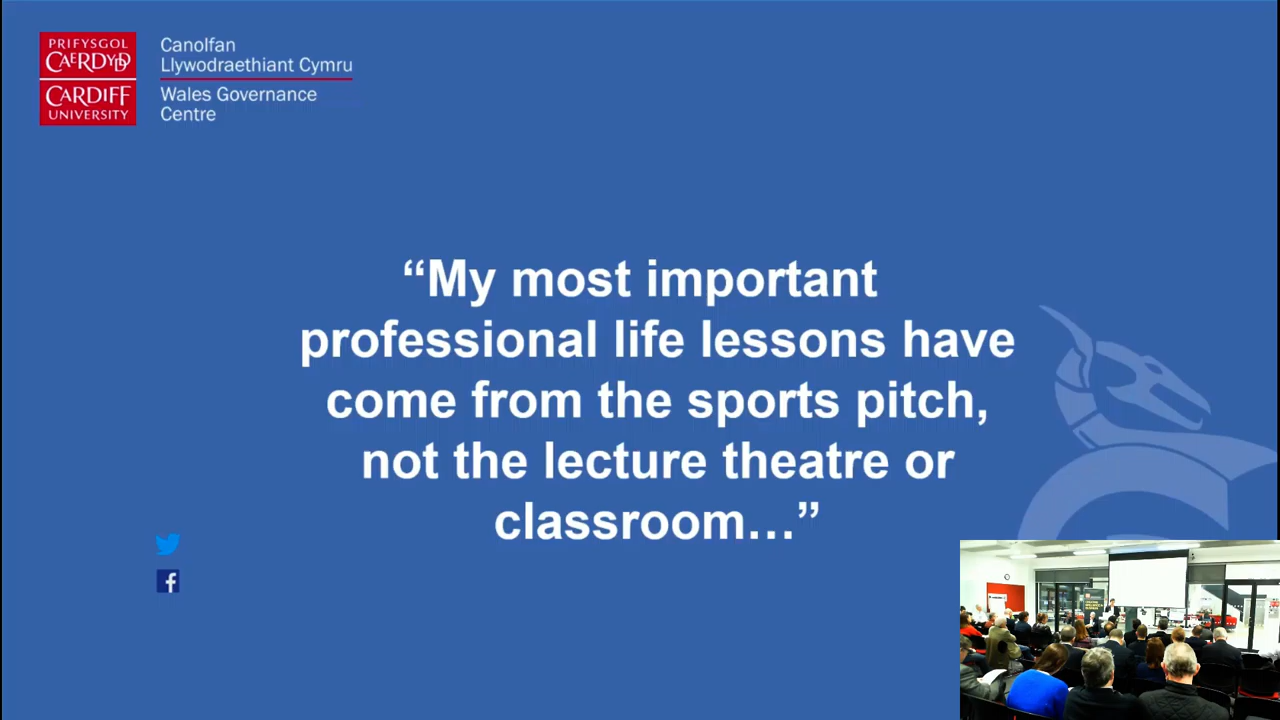 PRIFYSGOL
CAERDYDD
CARDIFF
UNIVERSITY
Canolfan
Llywodraethiant Cymru
Wales Governance
Centre
“My most important
professional life lessons have
come from the sports pitch,
not the lecture theatre or
classroom…”